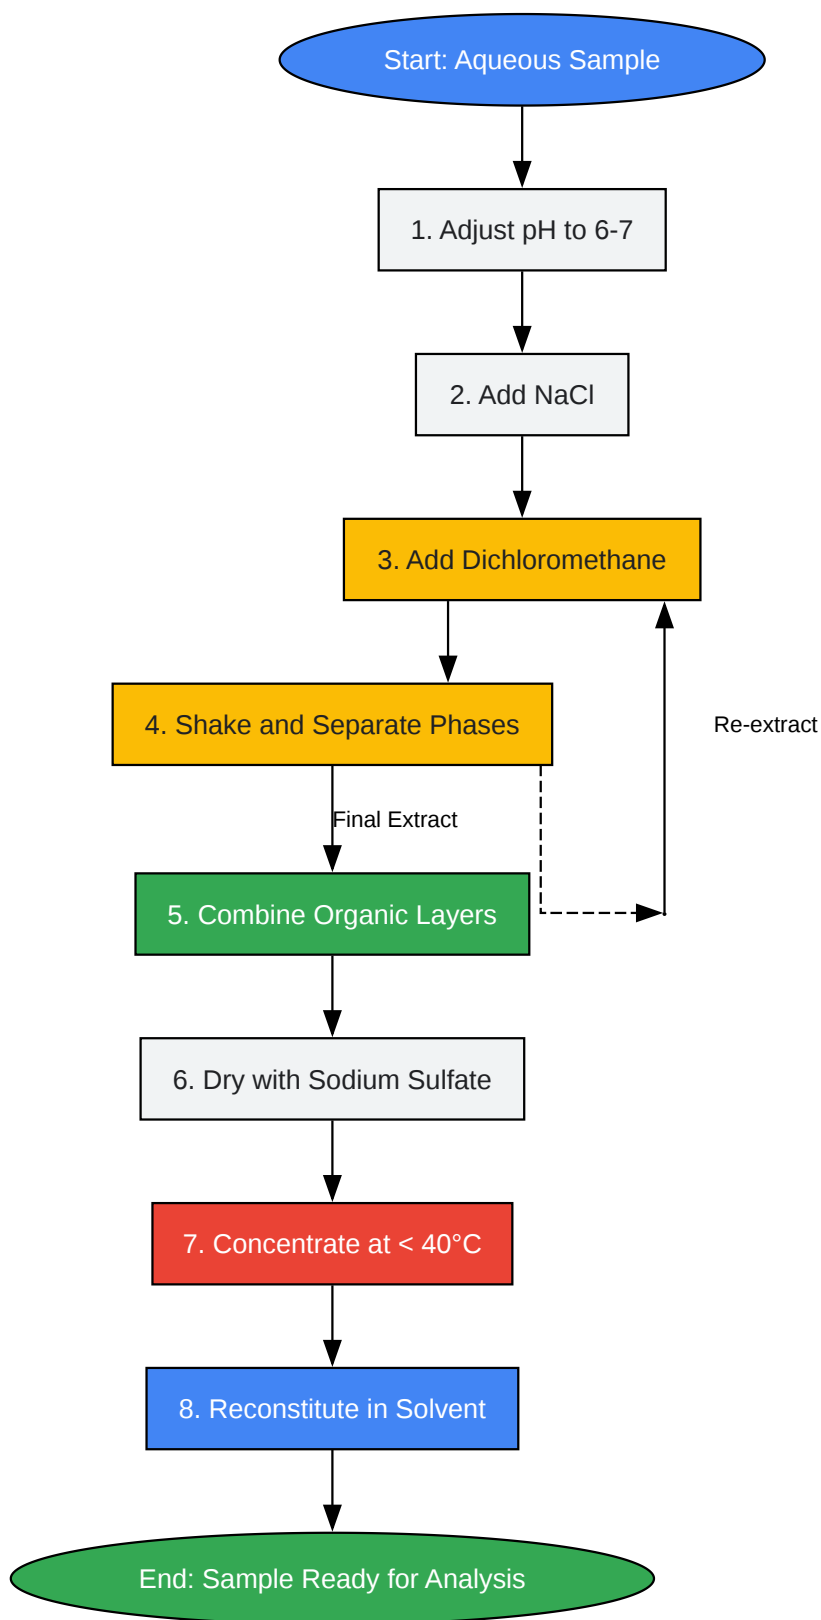 Start: Aqueous Sample
1. Adjust pH to 6-7
2. Add NaCl
3. Add Dichloromethane
4. Shake and Separate Phases
Re-extract
Final Extract
5. Combine Organic Layers
6. Dry with Sodium Sulfate
7. Concentrate at < 40°C
8. Reconstitute in Solvent
End: Sample Ready for Analysis